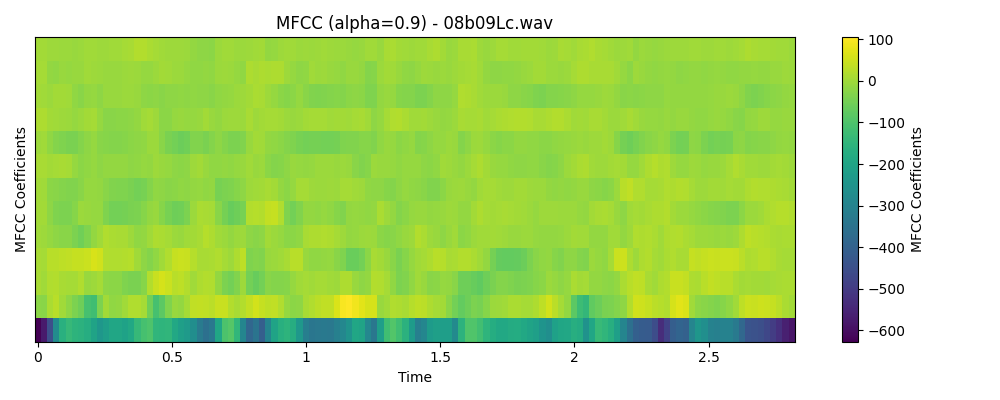 MFCC (alpha=0.9) - 08b09Lc.wav
MFCC Coefficients
0 0.5 1 1.5 2 2.5
Time
100
0
−100
−200
−300
−400
−500
−600
MFCC Coefficients